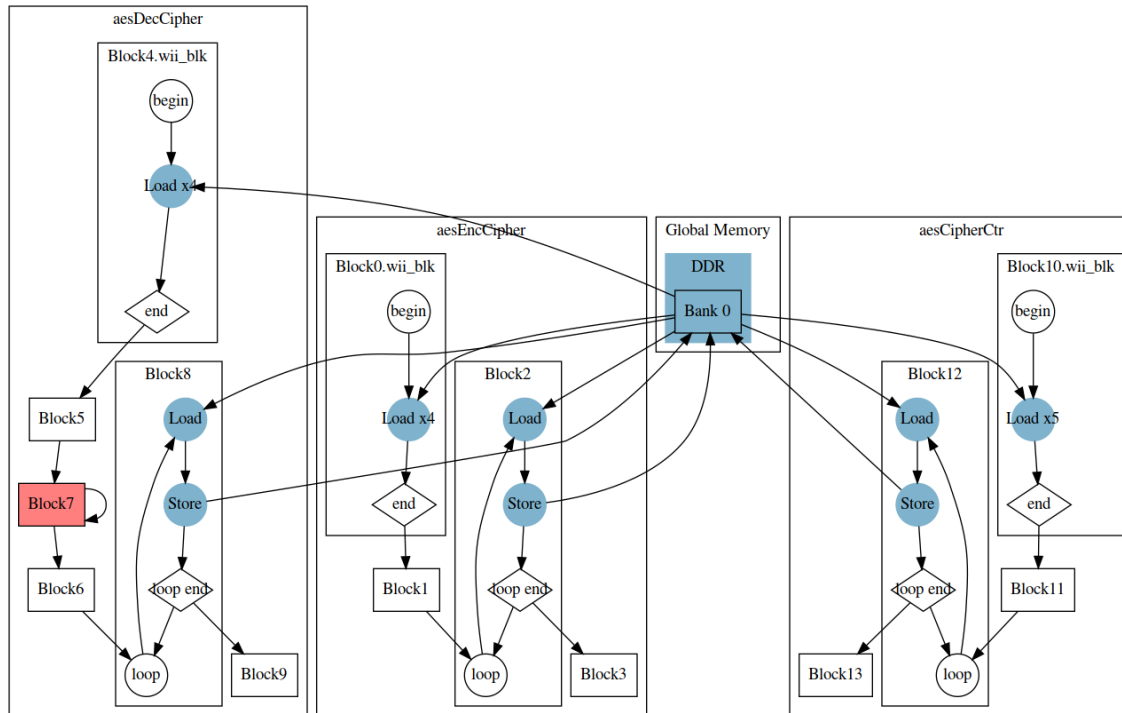 aesDecCipher
Block4.wii_blk
begin
Load x4
end
Block5
Block7
Block6
Block8
Load
Store
loop end
loop
Block9
aesEncCipher
Block0.wii_blk
begin
Load x4
end
Block1
Block2
Load
Store
loop end
loop
Block3
Global Memory
DDR
Bank 0
aesCipherCtr
Block10.wii_blk
begin
Load x5
end
Block11
Block12
Load
Store
loop end
loop
Block13